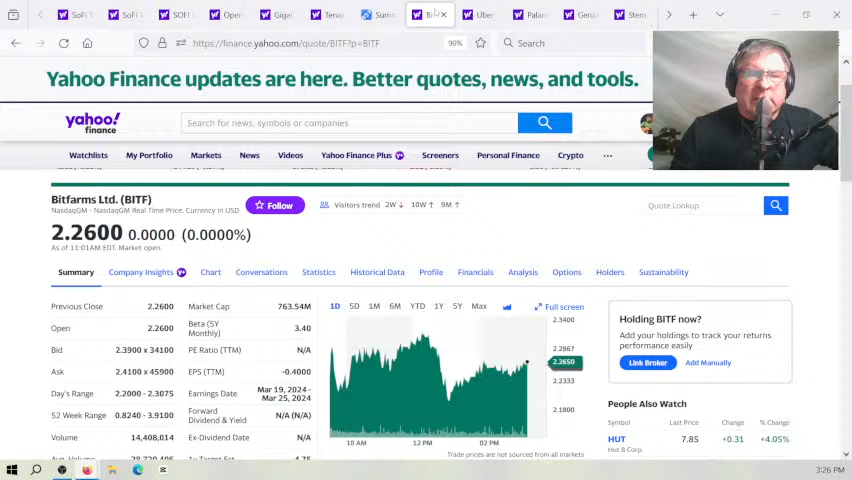 SoFi T
SoFi T
SOFI
Open
GigaC
Tenao
Summ
Bi
Uber
Palan
Stem
https://finance.yahoo.com/quote/BITF?p=BITF
90%
Search
Yahoo Finance updates are here. Better quotes, news, and tools.
yahoo!
finance
Search for news, symbols or companies
Watchlists My Portfolio Markets News Videos Yahoo Finance Plus Screeners Personal Finance Crypto ...
Bitfarms Ltd. (BITF)
NasdaqGM - NasdaqGM Real Time Price. Currency in USD
Follow
Visitors trend 2W ↓ 10W ↑ 9M ↑
Quote Lookup
2.2600 0.0000 (0.0000%)
As of 11:01AM EDT. Market open.
Summary Company Insights Chart Conversations Statistics Historical Data Profile Financials Analysis Options Holders Sustainability
Previous Close 2.2600
Open 2.2600
Bid 2.3900 x 34100
Ask 2.4100 x 45900
Day's Range 2.2000 - 2.3075
52 Week Range 0.8240 - 3.9100
Volume 14,408,014
Market Cap 763.54M
Beta (5Y
Monthly) 3.40
PE Ratio (TTM) N/A
EPS (TTM) -0.4000
Earnings Date Mar 19, 2024 -
Mar 25, 2024
Forward
Dividend & Yield N/A (N/A)
Ex-Dividend Date N/A
1D 5D 1M 6M YTD 1Y 5Y Max
Full screen
2.3400
2.2867
2.2650
2.2333
2.1800
10 AM 12 PM 02 PM
Trade prices are not sourced from all markets
Holding BITF now?
Add your holdings to track your returns
performance easily
Link Broker Add Manually
People Also Watch
Symbol Last Price Change % Change
HUT 7.85 +0.31 +4.05%
Hut 8 Corp.
3:26 PM